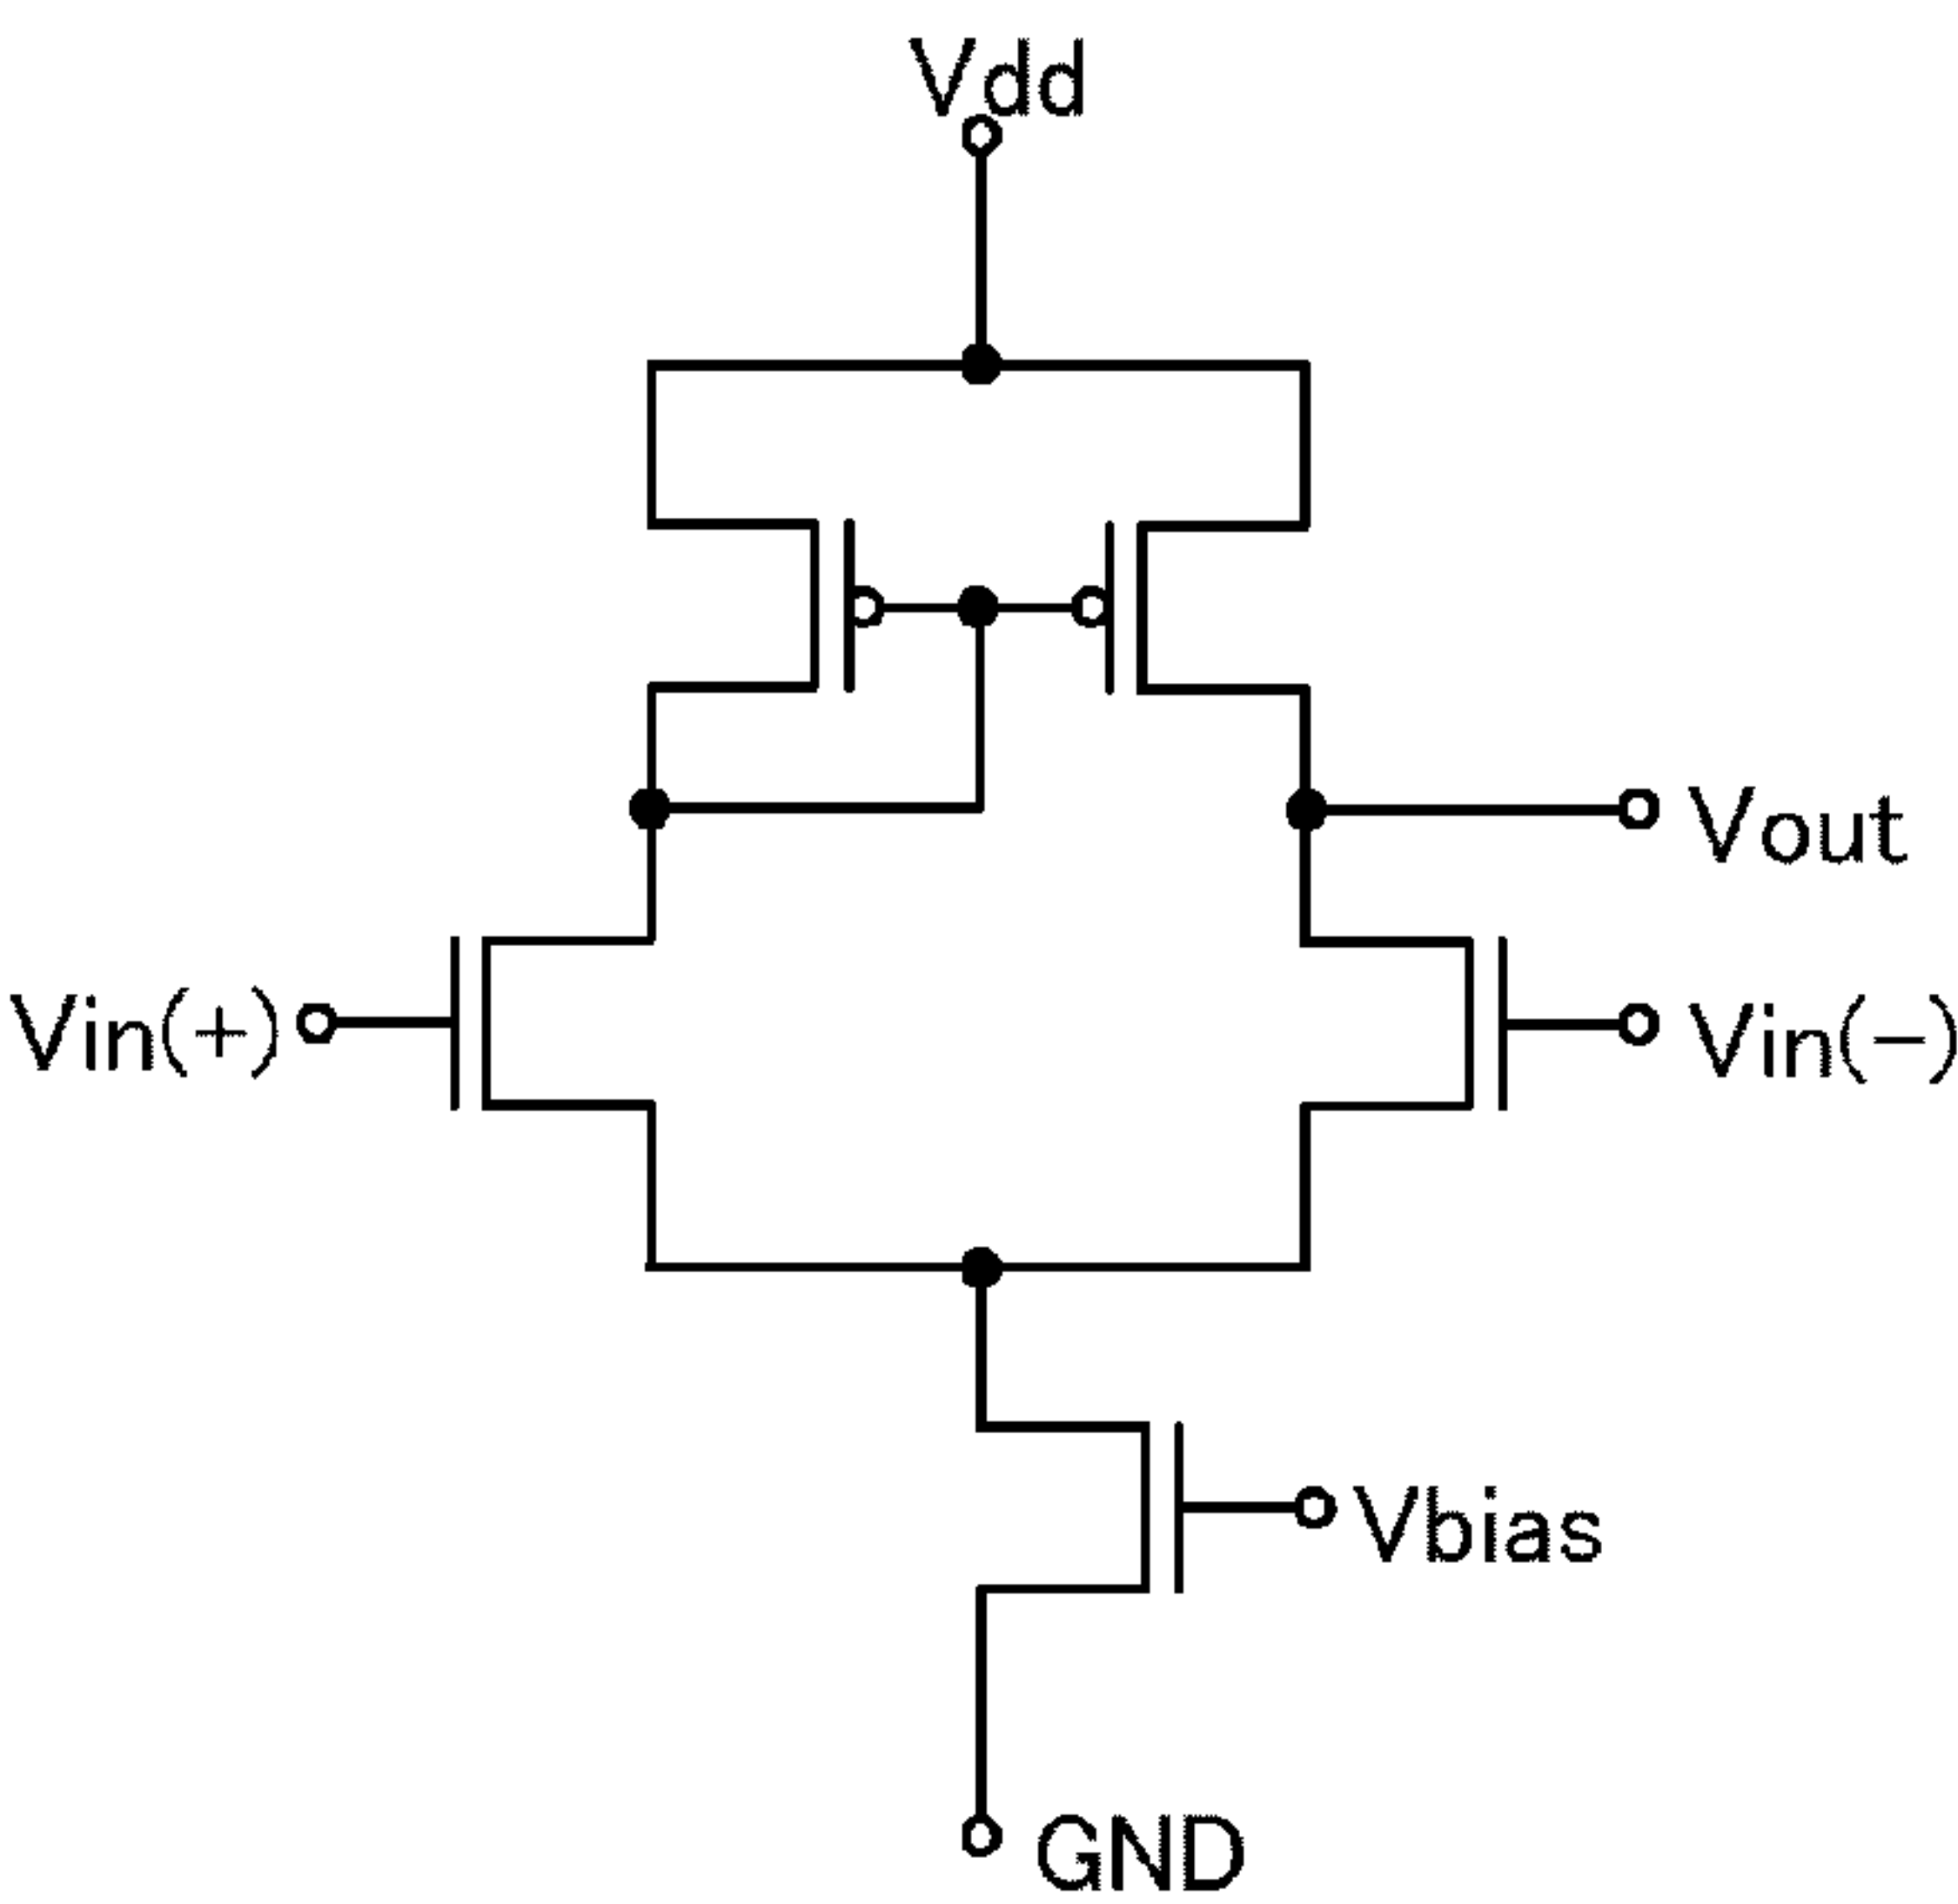 Vdd
Vout
Vin(+)
Vin(−)
Vbias
GND